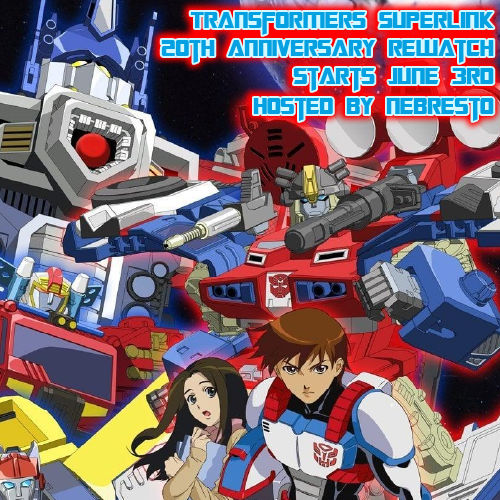 TRANSFORMERS SUPERLINK
20TH ANNIVERSARY REWATCH
STARTS JUNE 3RD
HOSTED BY NEBRESTO